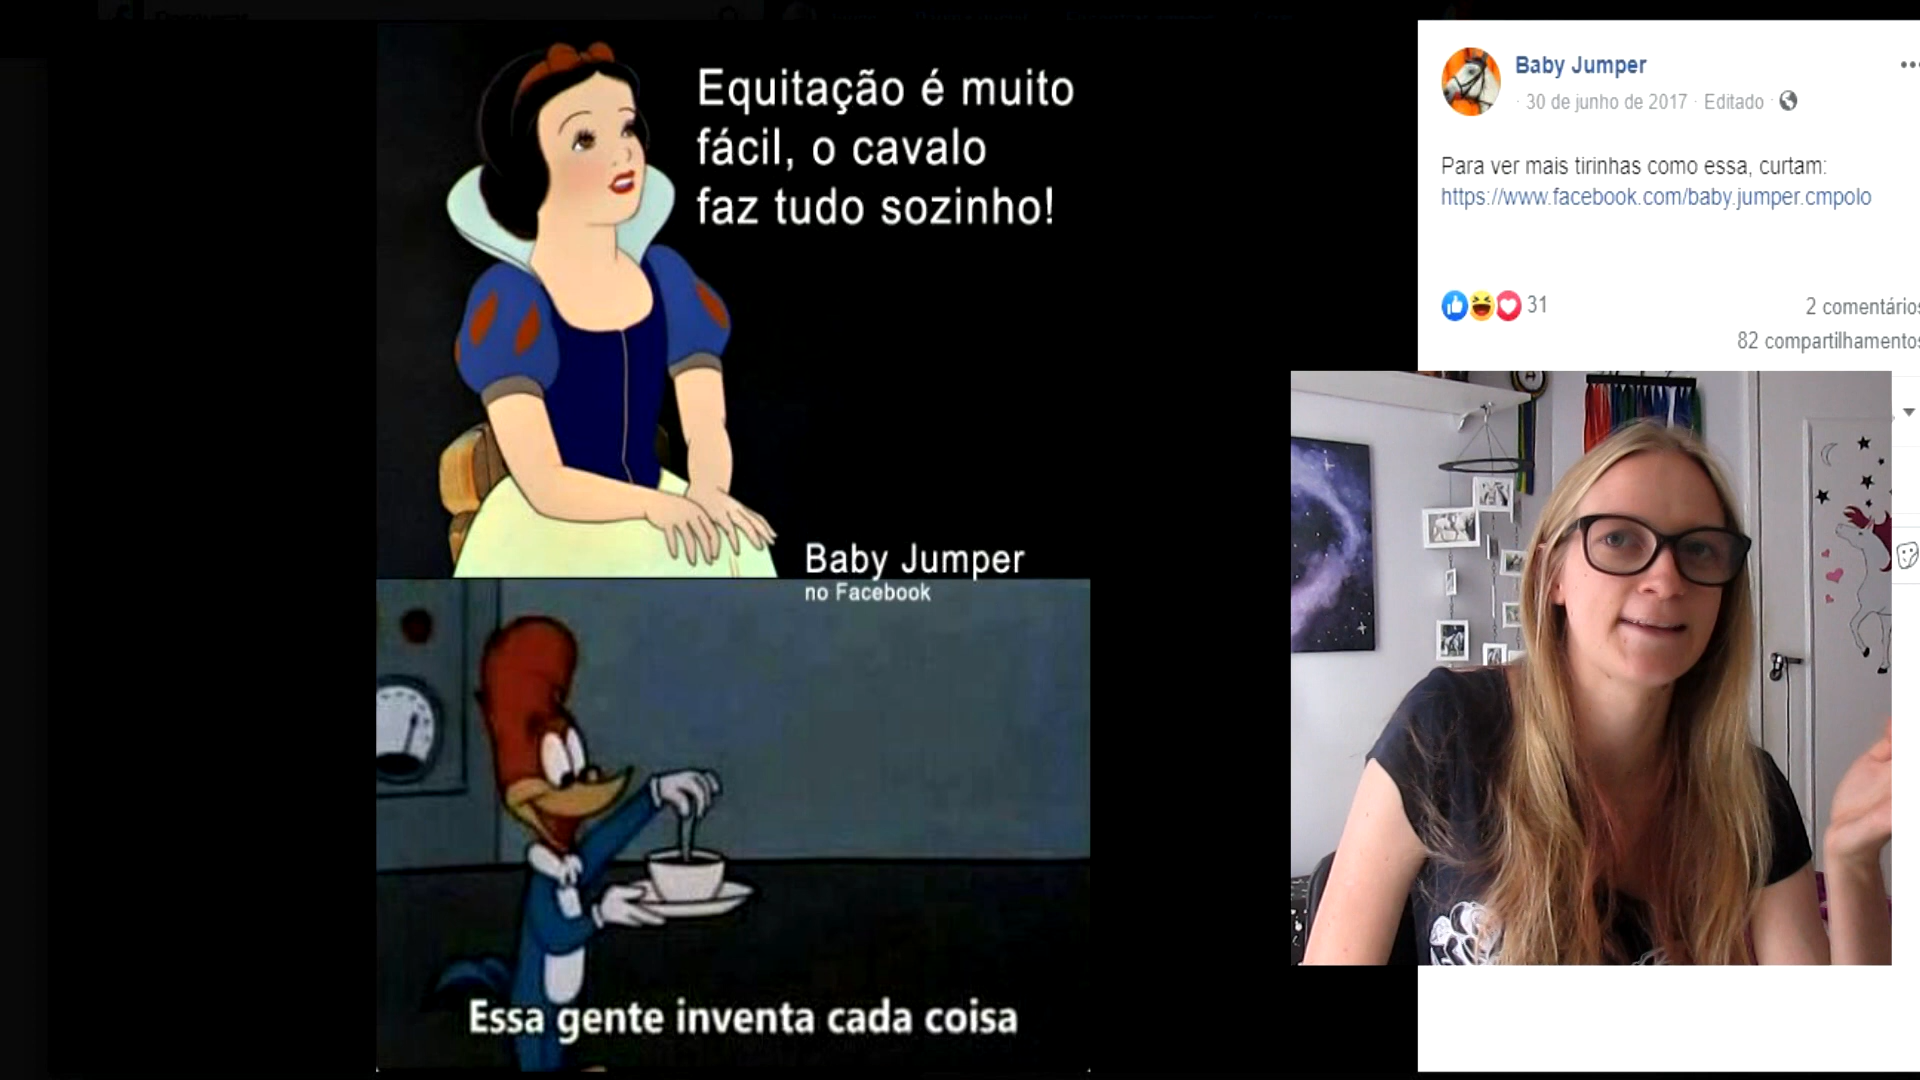 Equitação é muito
fácil, o cavalo
faz tudo sozinho!
Baby Jumper
no Facebook
Essa gente inventa cada coisa
Baby Jumper
· 30 de junho de 2017 · Editado ·
Para ver mais tirinhas como essa, curtam:
https://www.facebook.com/baby.jumper.cmpolo
31
2 comentários
82 compartilhamentos